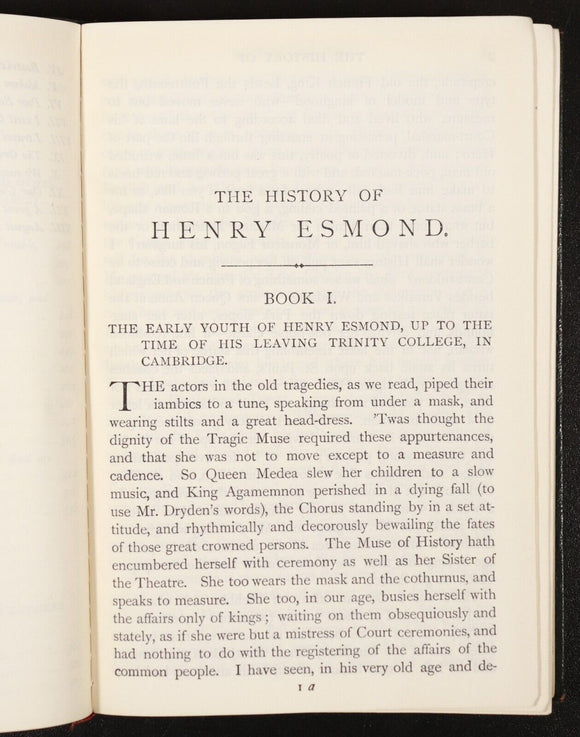 THE HISTORY OF
HENRY ESMOND.
BOOK I.
THE EARLY YOUTH OF HENRY ESMOND, UP TO THE
TIME OF HIS LEAVING TRINITY COLLEGE, IN
CAMBRIDGE.
THE actors in the old tragedies, as we read, piped their
iambics to a tune, speaking from under a mask, and
wearing stilts and a great head-dress. 'Twas thought the
dignity of the Tragic Muse required these appurtenances,
and that she was not to move except to a measure and
cadence. So Queen Medea slew her children to a slow
music, and King Agamemnon perished in a dying fall (to
use Mr. Dryden's words), the Chorus standing by in a set at-
titude, and rhythmically and decorously bewailing the fates
of those great crowned persons. The Muse of History hath
encumbered herself with ceremony as well as her Sister of
the Theatre. She too wears the mask and the cothurnus, and
speaks to measure. She too, in our age, busies herself with
the affairs only of kings; waiting on them obsequiously and
stately, as if she were but a mistress of Court ceremonies, and
had nothing to do with the registering of the affairs of the
common people. I have seen, in his very old age and de-
1 a